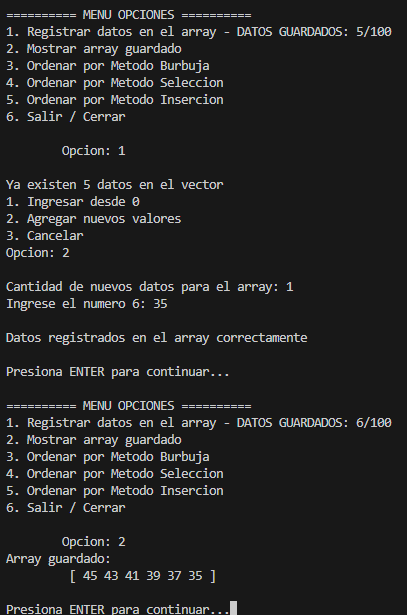 ========== MENU OPCIONES ==========
1. Registrar datos en el array - DATOS GUARDADOS: 5/100
2. Mostrar array guardado
3. Ordenar por Metodo Burbuja
4. Ordenar por Metodo Seleccion
5. Ordenar por Metodo Insercion
6. Salir / Cerrar
Opcion: 1
Ya existen 5 datos en el vector
1. Ingresar desde 0
2. Agregar nuevos valores
3. Cancelar
Opcion: 2
Cantidad de nuevos datos para el array: 1
Ingrese el numero 6: 35
Datos registrados en el array correctamente
Presiona ENTER para continuar...
========== MENU OPCIONES ==========
1. Registrar datos en el array - DATOS GUARDADOS: 6/100
2. Mostrar array guardado
3. Ordenar por Metodo Burbuja
4. Ordenar por Metodo Seleccion
5. Ordenar por Metodo Insercion
6. Salir / Cerrar
Opcion: 2
Array guardado:
[ 45 43 41 39 37 35 ]
Presiona ENTER para continuar...